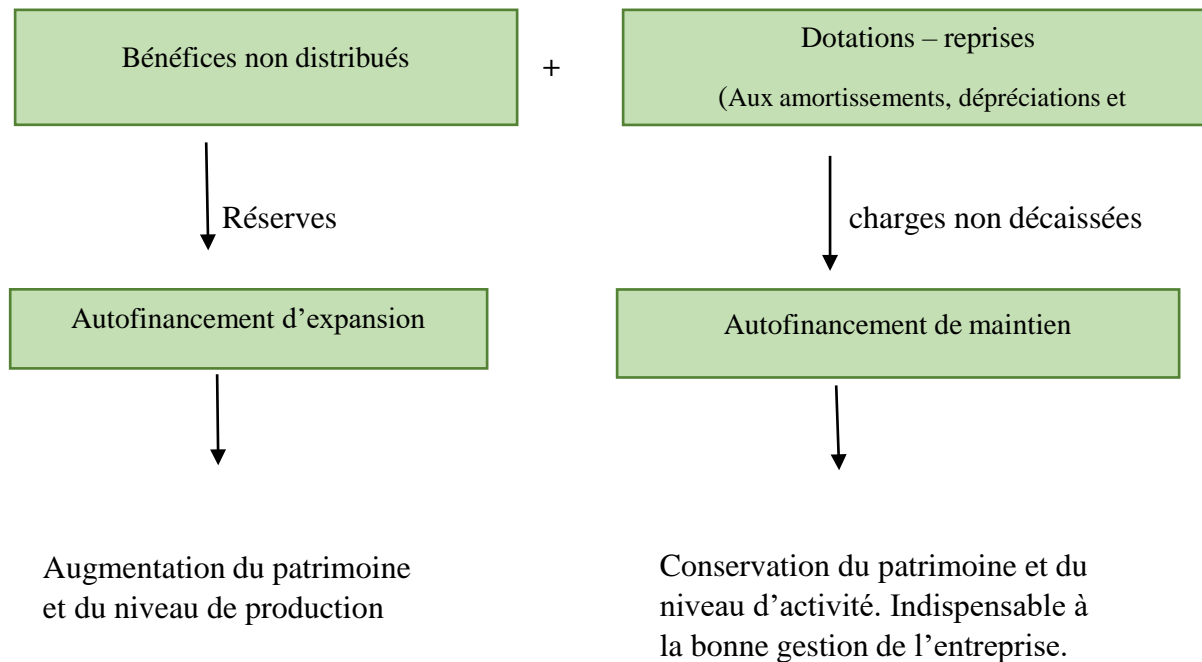 Bénéfices non distribués
+
Dotations – reprises
(Aux amortissements, dépréciations et
Réserves
charges non décaissées
Autofinancement d’expansion
Autofinancement de maintien
Augmentation du patrimoine
et du niveau de production
Conservation du patrimoine et du
niveau d’activité. Indispensable à
la bonne gestion de l’entreprise.